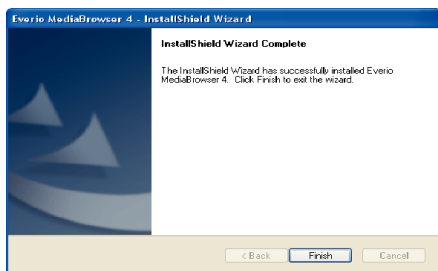 Everio MediaBrowser 4 - InstallShield Wizard
InstallShield Wizard Complete
The InstallShield Wizard has successfully installed Everio
MediaBrowser 4. Click Finish to exit the wizard.
< Back
Finish
Cancel